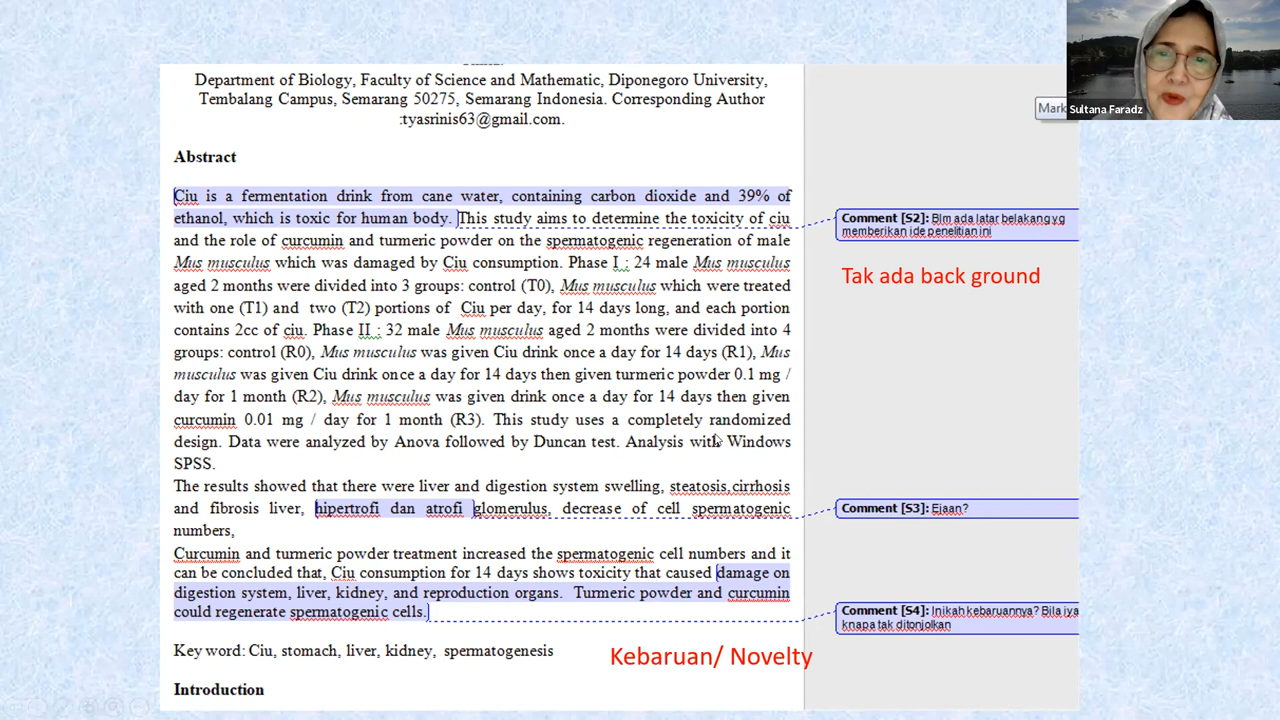 Department of Biology, Faculty of Science and Mathematic, Diponegoro University,
Tembalang Campus, Semarang 50275, Semarang Indonesia. Corresponding Author
:tyasrinis63@gmail.com.
Mark
Sultana Faradz
Abstract
Ciu is a fermentation drink from cane water, containing carbon dioxide and 39% of
ethanol, which is toxic for human body. This study aims to determine the toxicity of ciu
and the role of curcumin and turmeric powder on the spermatogenic regeneration of male
Mus musculus which was damaged by Ciu consumption. Phase I : 24 male Mus musculus
aged 2 months were divided into 3 groups: control (T0), Mus musculus which were treated
with one (T1) and two (T2) portions of Ciu per day, for 14 days long, and each portion
contains 2cc of ciu. Phase II : 32 male Mus musculus aged 2 months were divided into 4
groups: control (R0), Mus musculus was given Ciu drink once a day for 14 days (R1), Mus
musculus was given Ciu drink once a day for 14 days then given turmeric powder 0.1 mg /
day for 1 month (R2), Mus musculus was given drink once a day for 14 days then given
curcumin 0.01 mg / day for 1 month (R3). This study uses a completely randomized
design. Data were analyzed by Anova followed by Duncan test. Analysis with Windows
SPSS.
The results showed that there were liver and digestion system swelling, steatosis,cirrhosis
and fibrosis liver, hipertrofi dan atrofi glomerulus, decrease of cell spermatogenic
numbers,
Curcumin and turmeric powder treatment increased the spermatogenic cell numbers and it
can be concluded that, Ciu consumption for 14 days shows toxicity that caused damage on
digestion system, liver, kidney, and reproduction organs. Turmeric powder and curcumin
could regenerate spermatogenic cells.
Key word: Ciu, stomach, liver, kidney, spermatogenesis
Introduction
Comment [S2]: Blm ada latar belakang yg
memberikan ide penelitian ini
Tak ada back ground
Comment [S3]: Ejaan?
Comment [S4]: Inikah kebaruannya? Bila iya
knapa tak ditonjolkan
Kebaruan/ Novelty